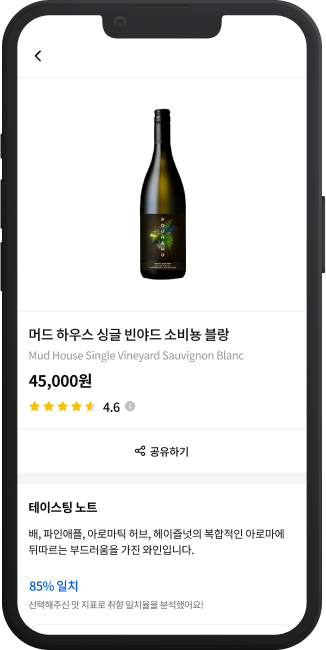 POUNAMU
머드 하우스 싱글 빈야드 소비뇽 블랑
Mud House Single Vineyard Sauvignon Blanc
45,000원
4.6
공유하기
테이스팅 노트
배, 파인애플, 아로마틱 허브, 헤이즐넛의 복합적인 아로마에
뒤따르는 부드러움을 가진 와인입니다.
85% 일치
선택해주신 맛 지표로 취향 일치율을 분석했어요!